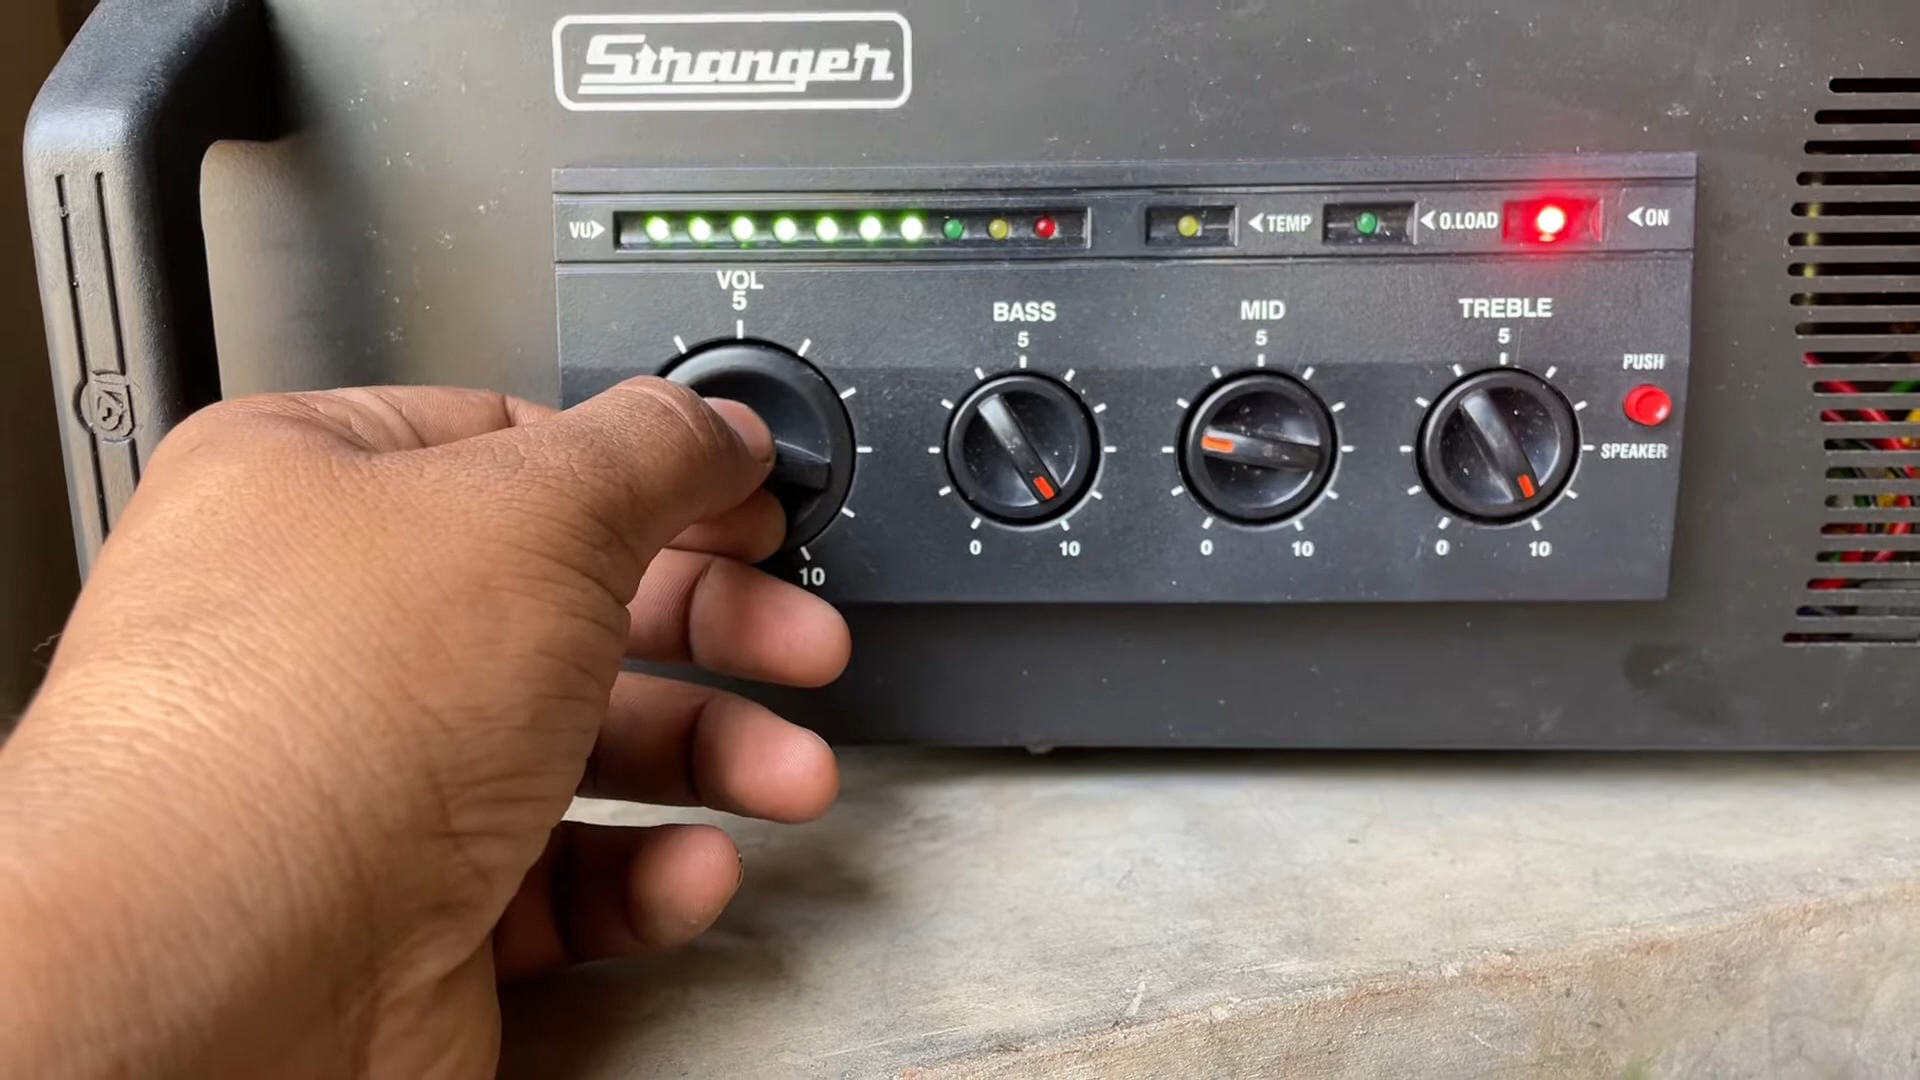 Stranger
VU
TEMP
O.LOAD
ON
VOL
5
BASS
5
MID
5
TREBLE
5
PUSH
SPEAKER
10
0 10
0 10
0 10